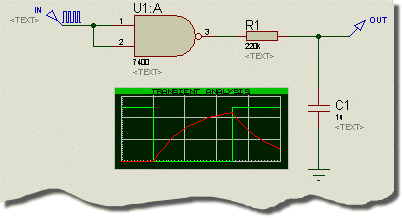 U1:A
IN
<TEXT>
1
2
3
7400
<TEXT>
R1
220k
<TEXT>
OUT
C1
1u
<TEXT>
TRANSIENT ANALYSIS